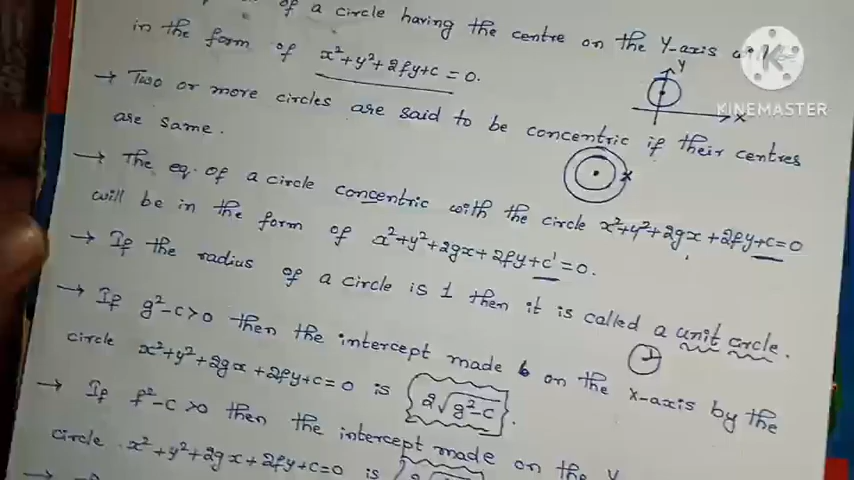 of a circle having the centre on the Y-axis will
in the form of x²+y²+2fy+c = 0.
→ Two or more circles are said to be concentric if their centres
are same.
→ The eq. of a circle concentric with the circle x²+y²+2gx+2fy+c=0
will be in the form of x²+y²+2gx+2fy+c'=0.
→ If the radius of a circle is 1 then it is called a unit circle.
→ If g²-c>0 then the intercept made on the x-axis by the
circle x²+y²+2gx+2fy+c=0 is 2√g²-c.
→ If f²-c>0 then the intercept made on the Y
circle x²+y²+2gx+2fy+c=0 is
Y
X
K
KINEMASTER